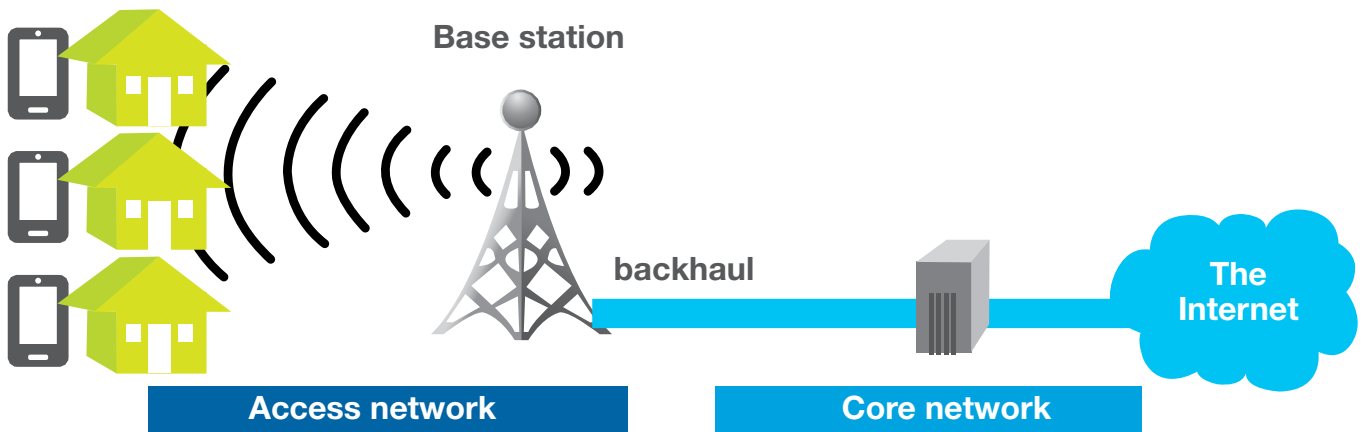 Base station
backhaul
The
Internet
Access network
Core network